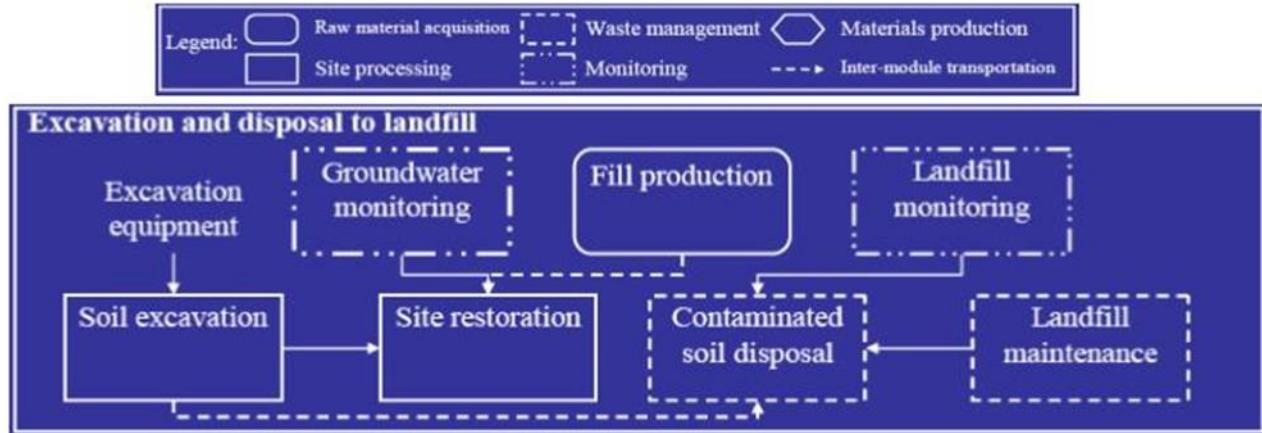 Legend:
Raw material acquisition
Waste management
Materials production
Site processing
Monitoring
Inter-module transportation
Excavation and disposal to landfill
Excavation
equipment
Groundwater
monitoring
Fill production
Landfill
monitoring
Soil excavation
Site restoration
Contaminated
soil disposal
Landfill
maintenance